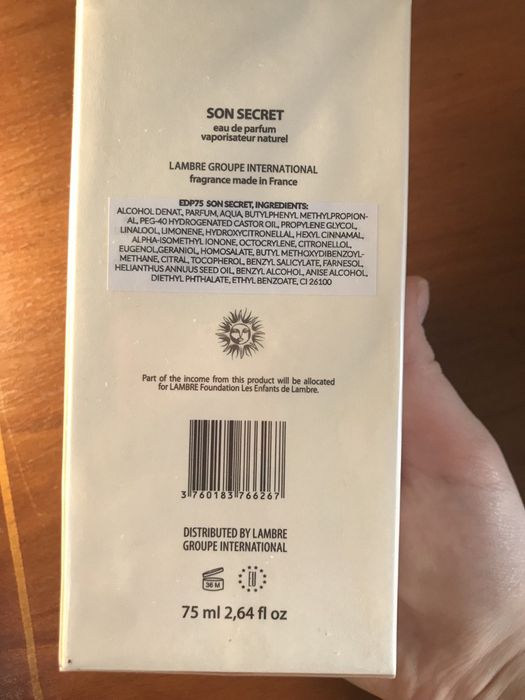 SON SECRET
eau de parfum
vaporisateur naturel
LAMBRE GROUPE INTERNATIONAL
fragrance made in France
EDP75 SON SECRET, INGREDIENTS:
ALCOHOL DENAT., PARFUM, AQUA, BUTYLPHENYL METHYLPROPION-
AL, PEG-40 HYDROGENATED CASTOR OIL, PROPYLENE GLYCOL,
LINALOOL, LIMONENE, HYDROXYCITRONELLAL, HEXYL CINNAMAL,
ALPHA-ISOMETHYL IONONE, OCTOCRYLENE, CITRONELLOL,
EUGENOL,GERANIOL, HOMOSALATE, BUTYL METHOXYDIBENZOYL-
METHANE, CITRAL, TOCOPHEROL, BENZYL SALICYLATE, FARNESOL,
HELIANTHUS ANNUUS SEED OIL, BENZYL ALCOHOL, ANISE ALCOHOL,
DIETHYL PHTHALATE, ETHYL BENZOATE, CI 26100
Part of the income from this product will be allocated
for LAMBRE Foundation Les Enfants de Lambre.
3 760183 766267
DISTRIBUTED BY LAMBRE
GROUPE INTERNATIONAL
36 M EU
75 ml 2,64 fl oz